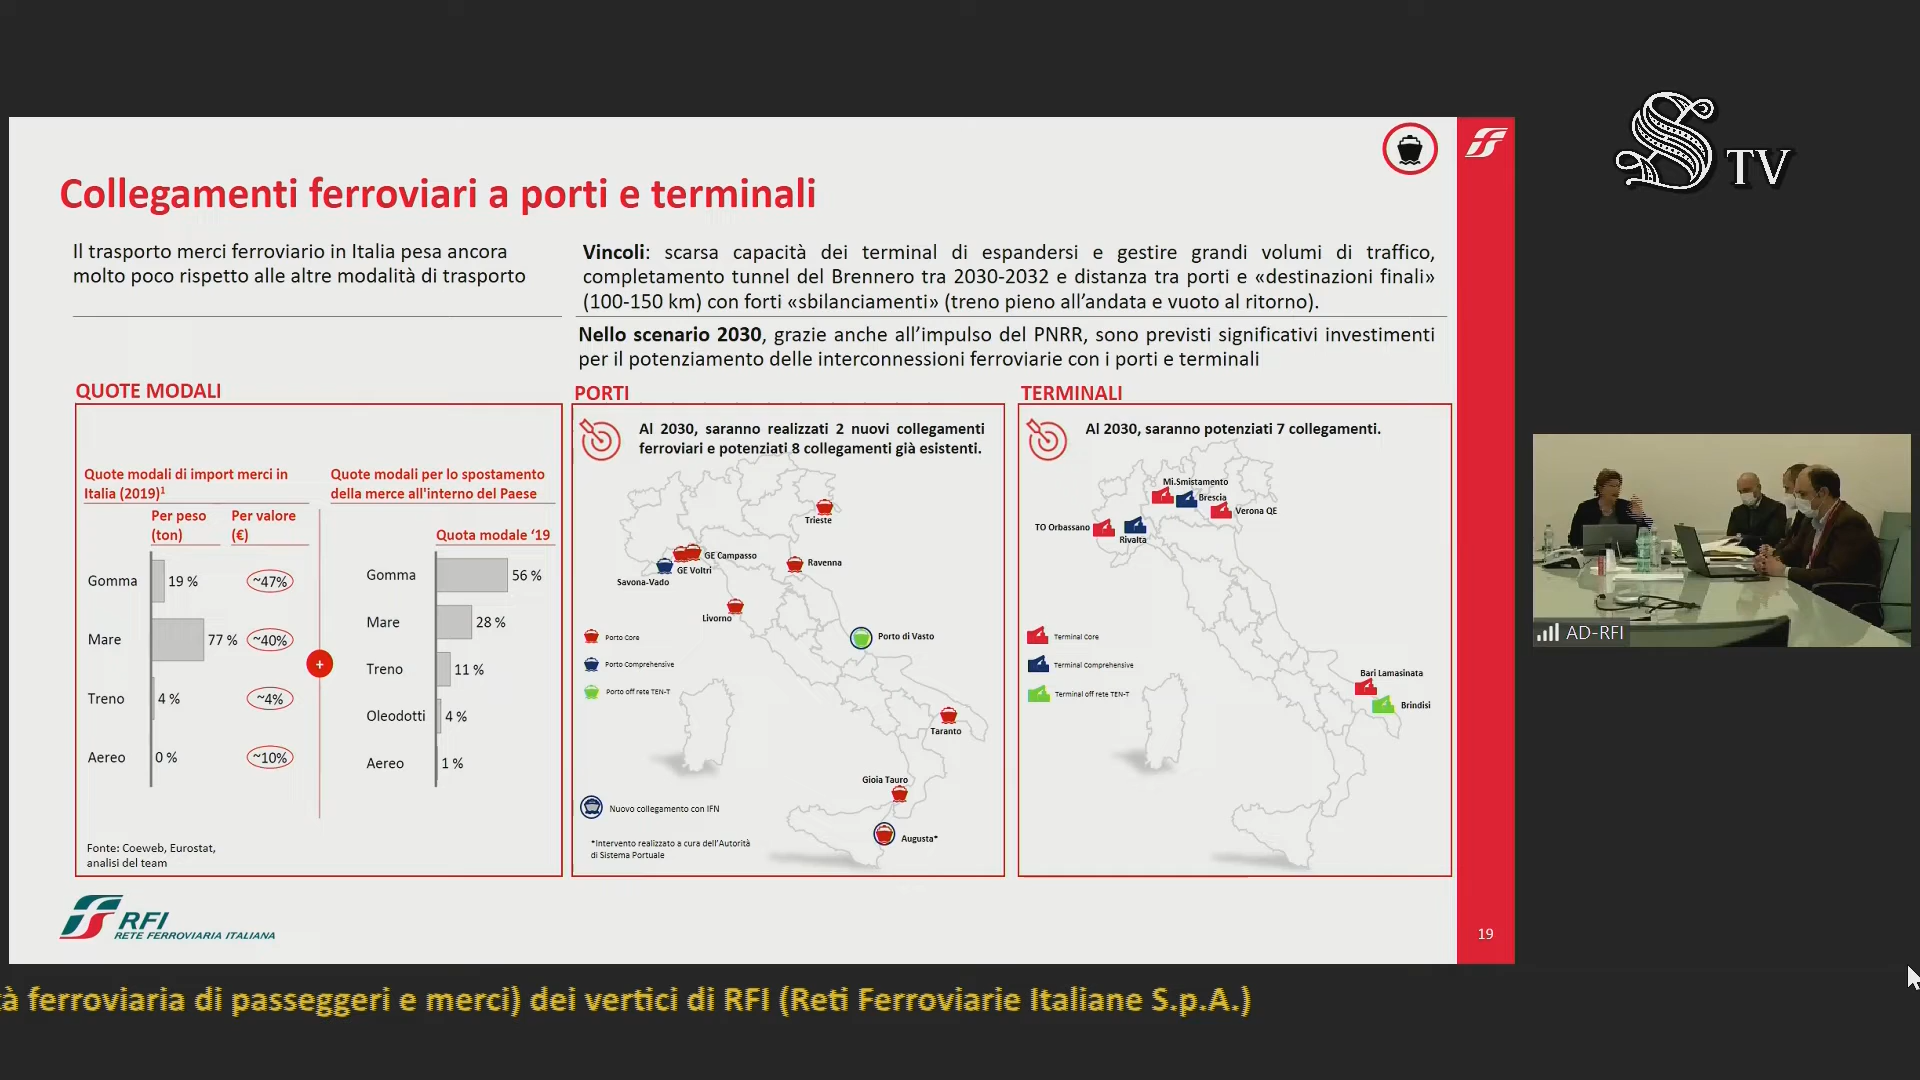 S TV
Collegamenti ferroviari a porti e terminali
Il trasporto merci ferroviario in Italia pesa ancora
molto poco rispetto alle altre modalità di trasporto
Vincoli: scarsa capacità dei terminal di espandersi e gestire grandi volumi di traffico,
completamento tunnel del Brennero tra 2030-2032 e distanza tra porti e «destinazioni finali»
(100-150 km) con forti «sbilanciamenti» (treno pieno all’andata e vuoto al ritorno).
Nello scenario 2030, grazie anche all’impulso del PNRR, sono previsti significativi investimenti
per il potenziamento delle interconnessioni ferroviarie con i porti e terminali
QUOTE MODALI
Quote modali di import merci in
Italia (2019)¹
Per peso
(ton)
Per valore
(€)
Gomma 19 % ~47%
Mare 77 % ~40%
Treno 4 % ~4%
Aereo 0 % ~10%
+
Quote modali per lo spostamento
della merce all'interno del Paese
Quota modale ‘19
Gomma 56 %
Mare 28 %
Treno 11 %
Oleodotti 4 %
Aereo 1 %
Fonte: Coeweb, Eurostat,
analisi del team
PORTI
Al 2030, saranno realizzati 2 nuovi collegamenti
ferroviari e potenziati 8 collegamenti già esistenti.
Trieste
GE Campasso
GE Voltri
Savona-Vado
Ravenna
Livorno
Porto di Vasto
Taranto
Gioia Tauro
Augusta*
Porto Core
Porto Comprehensive
Porto off rete TEN-T
Nuovo collegamento con IFN
*Intervento realizzato a cura dell’Autorità
di Sistema Portuale
TERMINALI
Al 2030, saranno potenziati 7 collegamenti.
Mi.Smistamento
Brescia
Verona QE
TO Orbassano
Rivalta
Bari Lamasinata
Brindisi
Terminal Core
Terminal Comprehensive
Terminal off rete TEN-T
RFI
RETE FERROVIARIA ITALIANA
19
AD-RFI
tà ferroviaria di passeggeri e merci) dei vertici di RFI (Reti Ferroviarie Italiane S.p.A.)